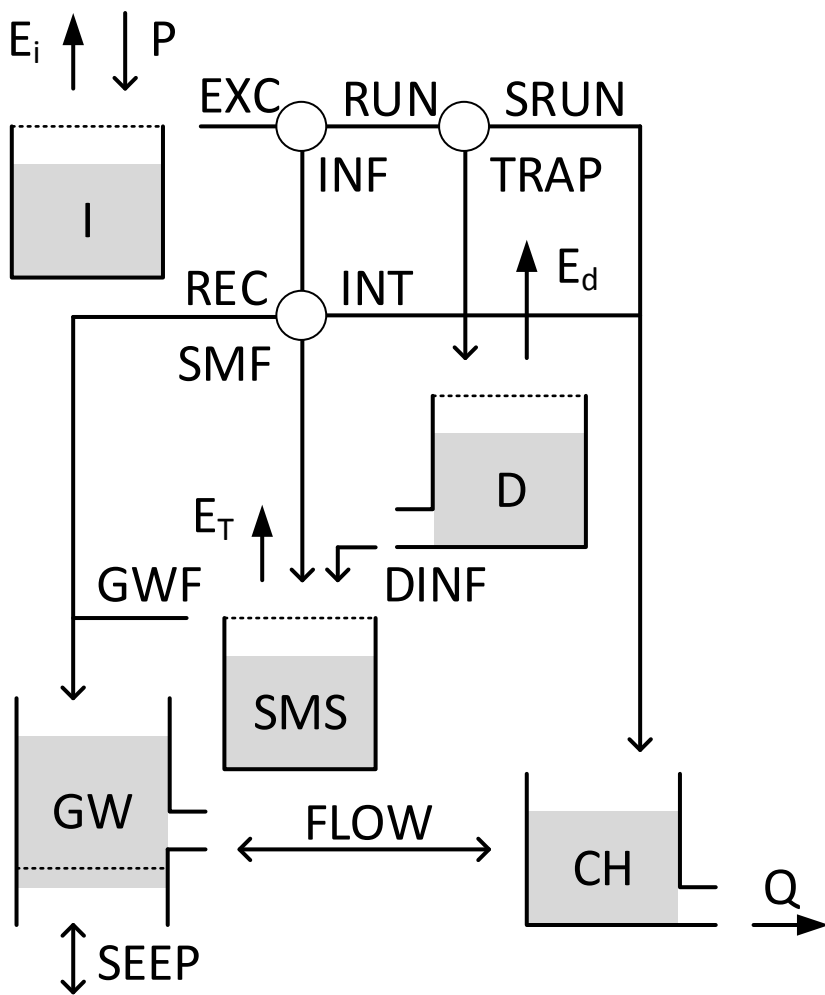 Ei P
EXC RUN SRUN
INF TRAP
I
Ed
REC INT
SMF
D
ET
GWF DINF
SMS
GW FLOW
CH Q
SEEP